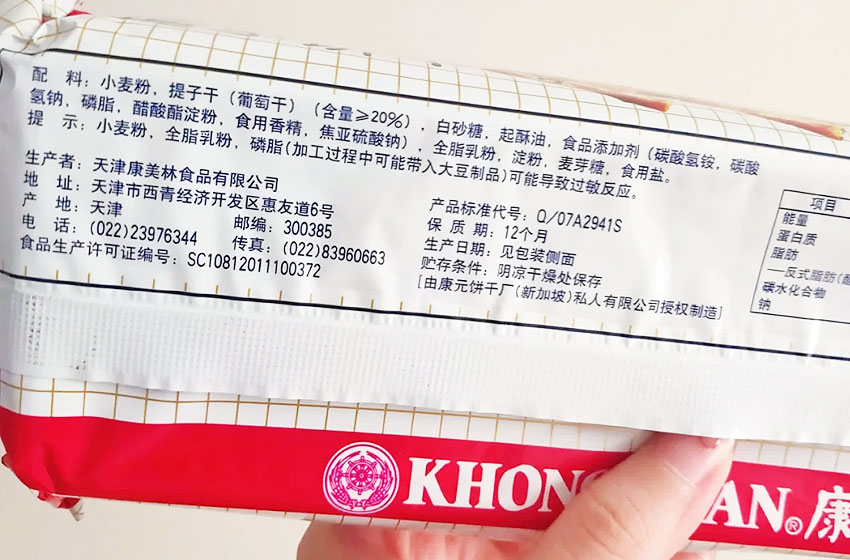 配 料：小麦粉，提子干（葡萄干）（含量≥20%），白砂糖，起酥油，食品添加剂（碳酸氢铵，碳酸
氢钠，磷脂，醋酸酯淀粉，食用香精，焦亚硫酸钠），全脂乳粉，淀粉，麦芽糖，食用盐。
提 示：小麦粉，全脂乳粉，磷脂(加工过程中可能带入大豆制品)可能导致过敏反应。
生产者：天津康美林食品有限公司
地 址：天津市西青经济开发区惠友道6号
产 地：天津 邮编：300385
电 话：(022)23976344 传真：(022)83960663
食品生产许可证编号：SC10812011100372
产品标准代号：Q/07A2941S
保 质 期：12个月
生产日期：见包装侧面
贮存条件：阴凉干燥处保存
[由康元饼干厂(新加坡)私人有限公司授权制造]
项目
能量
蛋白质
脂肪
—反式脂肪(酸
碳水化合物
钠
KHONG AN® 康